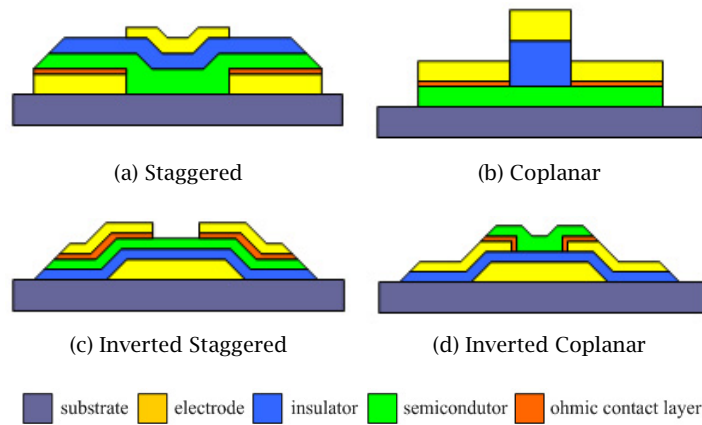 (a) Staggered
(b) Coplanar
(c) Inverted Staggered
(d) Inverted Coplanar
substrate electrode insulator semicondutor ohmic contact layer